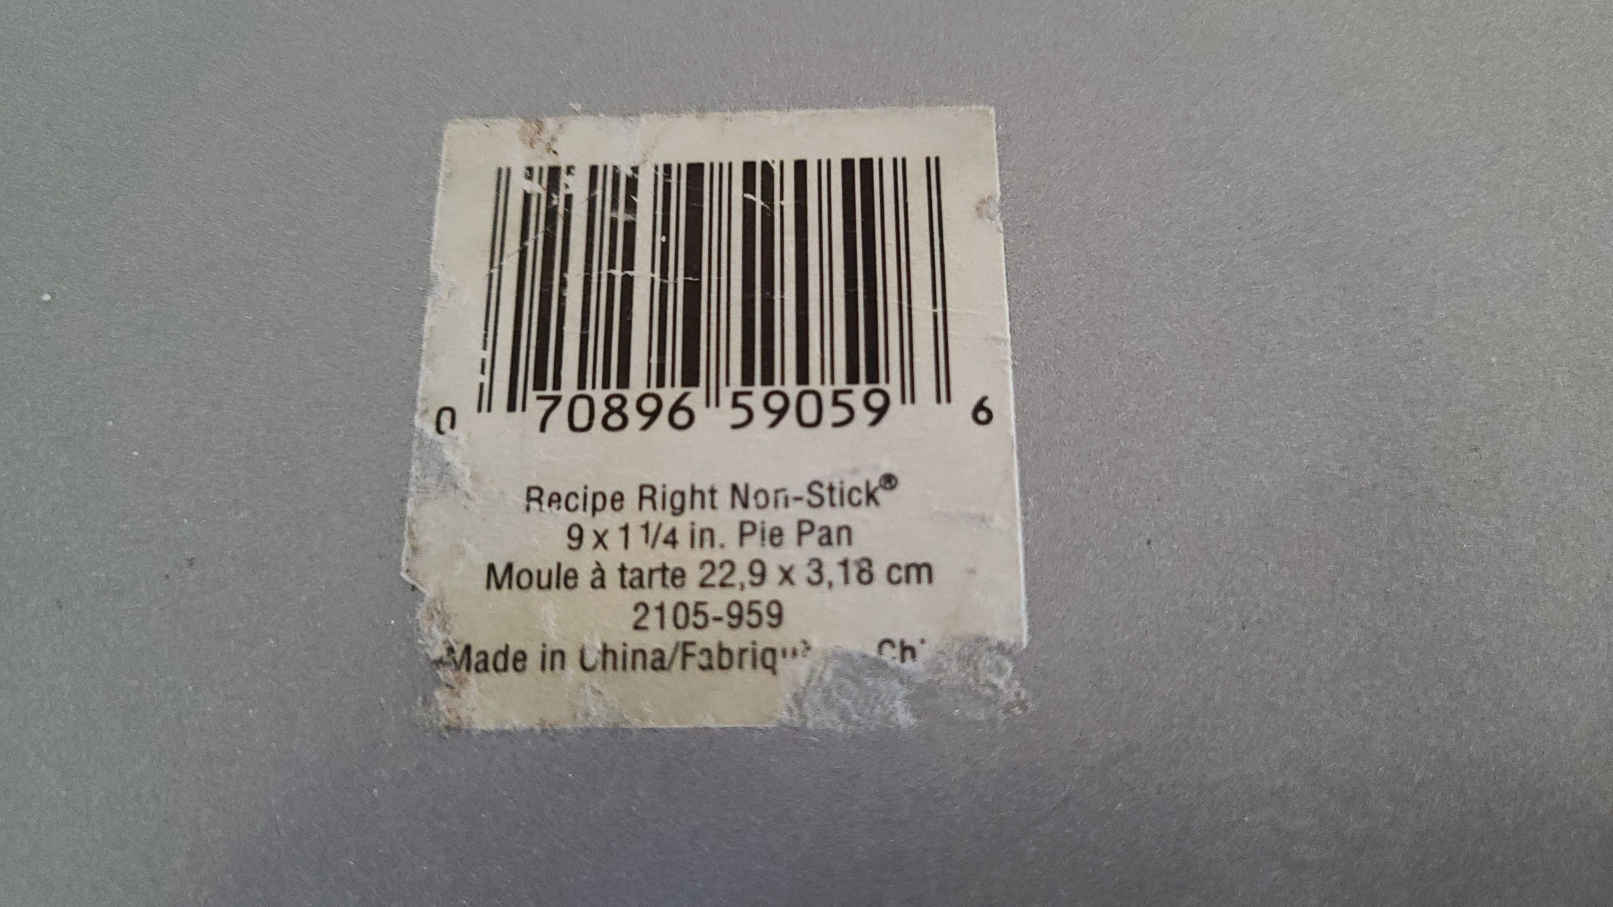 0 70896 59059 6
Recipe Right Non-Stick®
9 x 1 1/4 in. Pie Pan
Moule à tarte 22,9 x 3,18 cm
2105-959
Made in China/